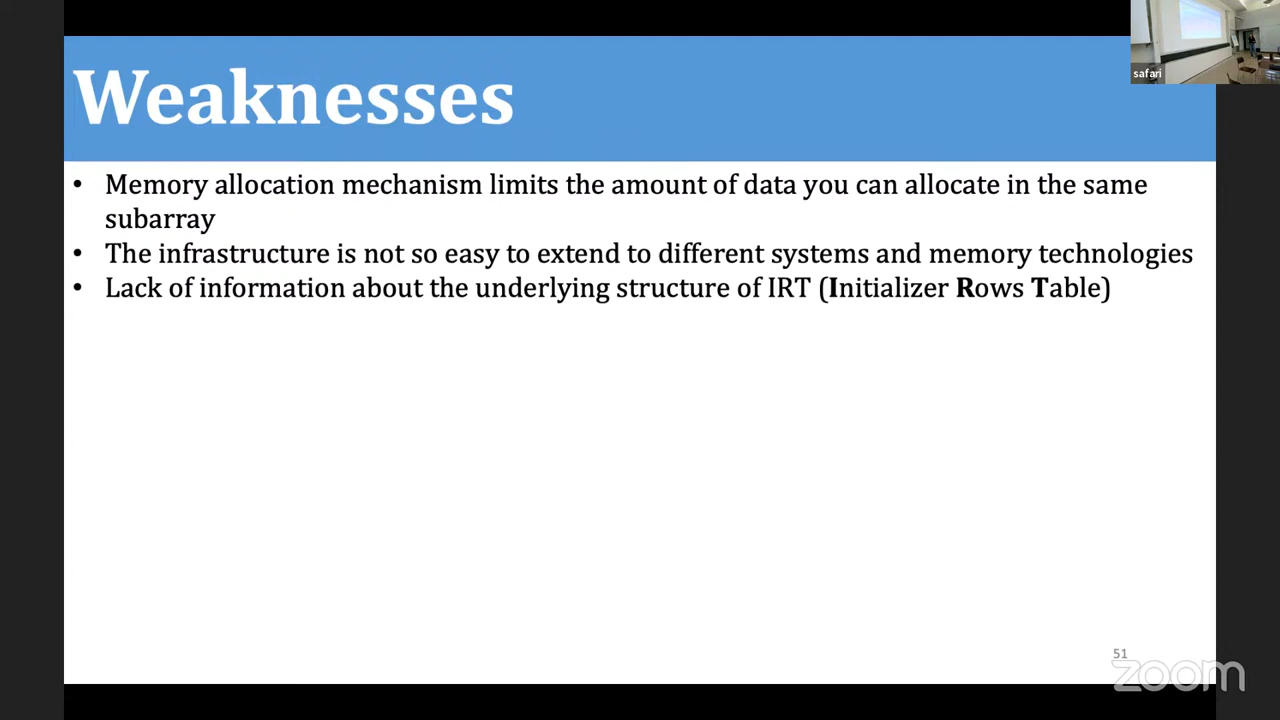 safari
Weaknesses
• Memory allocation mechanism limits the amount of data you can allocate in the same
subarray
• The infrastructure is not so easy to extend to different systems and memory technologies
• Lack of information about the underlying structure of IRT (Initializer Rows Table)
51
zoom